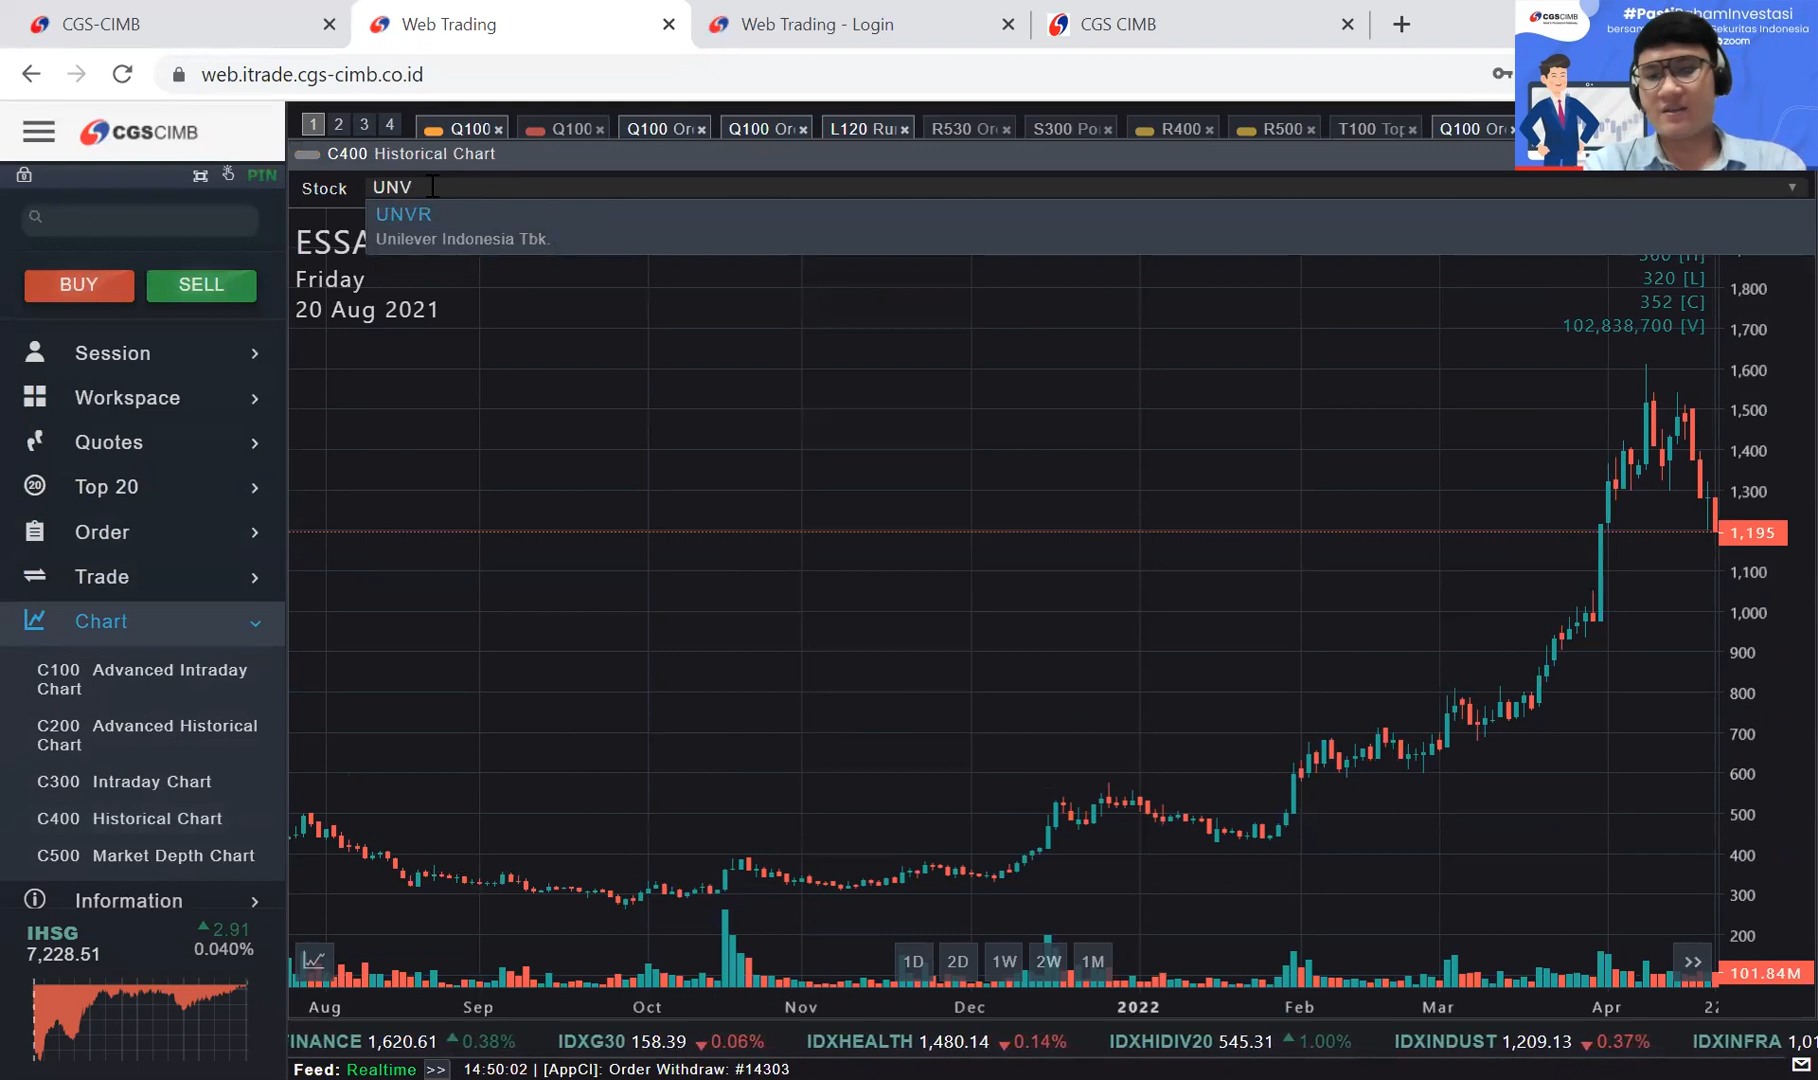 CGS-CIMB
Web Trading
Web Trading - Login
CGS CIMB
web.itrade.cgs-cimb.co.id
CGSCIMB
#PastiPahamInvestasi
zoom
CGSCIMB
1 2 3 4
Q100
Q100
Q100 Or
Q100 Or
L120 Ru
R530 Or
S300 Po
R400
R500
T100 Top
Q100 Or
C400 Historical Chart
PIN
Stock UNV
UNVR
Unilever Indonesia Tbk.
ESSA
Friday
20 Aug 2021
360 [H]
320 [L]
352 [C]
102,838,700 [V]
BUY
SELL
Session
Workspace
Quotes
20 Top 20
Order
Trade
Chart
C100 Advanced Intraday
Chart
C200 Advanced Historical
Chart
C300 Intraday Chart
C400 Historical Chart
C500 Market Depth Chart
Information
IHSG
2.91
7,228.51
0.040%
1,800
1,700
1,600
1,500
1,400
1,300
1,195
1,100
1,000
900
800
700
600
500
400
300
200
101.84M
1D 2D 1W 2W 1M >>
Aug Sep Oct Nov Dec 2022 Feb Mar Apr
FINANCE 1,620.61 0.38% IDXG30 158.39 0.06% IDXHEALTH 1,480.14 0.14% IDXHIDIV20 545.31 1.00% IDXINDUST 1,209.13 0.37% IDXINFRA 1,01
Feed: Realtime >> 14:50:02 | [AppCl]: Order Withdraw: #14303